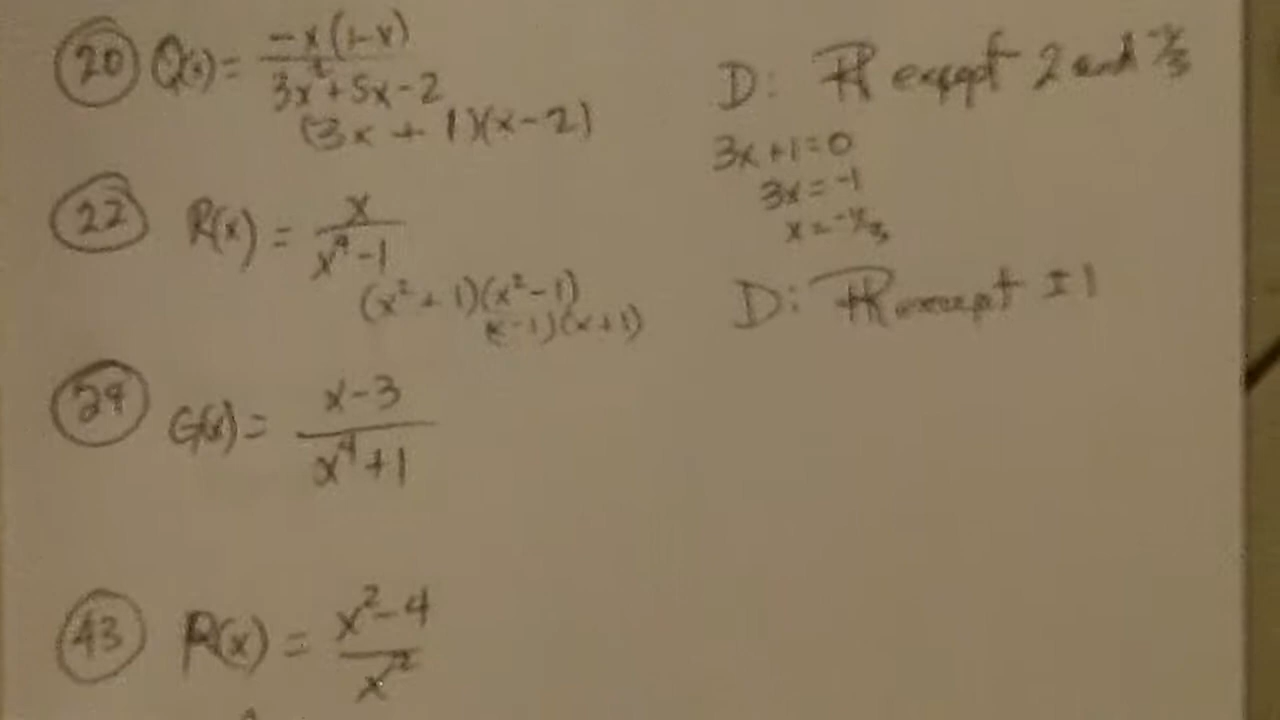 20 Q(x) = -x(1-x) / 3x²+5x-2 D: ℝ except 2 and -1/3
(3x + 1)(x-2)
3x+1=0
3x = -1
x = -1/3
22 R(x) = x / x⁴-1
(x² + 1)(x²-1) D: ℝ except ±1
(x-1)(x+1)
24 G(x) = x-3 / x⁴+1
43 R(x) = x²-4 / x²